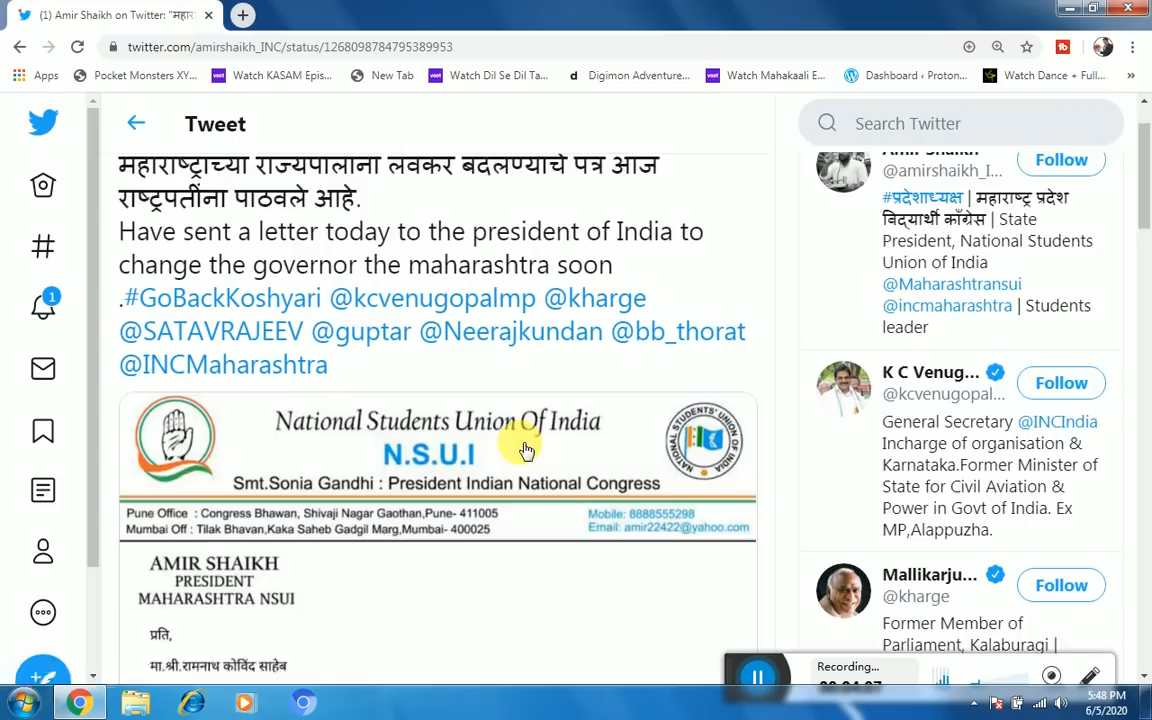 (1) Amir Shaikh on Twitter: "महारा
twitter.com/amirshaikh_INC/status/1268098784795389953
Apps
Pocket Monsters XY...
Watch KASAM Epis...
New Tab
Watch Dil Se Dil Ta...
Digimon Adventure...
Watch Mahakaali E...
Dashboard ‹ Proton...
Watch Dance + Full...
»
Tweet
Search Twitter
महाराष्ट्राच्या राज्यपालांना लवकर बदलण्याचे पत्र आज
राष्ट्रपतींना पाठवले आहे.
Have sent a letter today to the president of India to
change the governor the maharashtra soon
.#GoBackKoshyari @kcvenugopalmp @kharge
@SATAVRAJEEV @guptar @Neerajkundan @bb_thorat
@INCMaharashtra
National Students Union Of India
N.S.U.I
Smt.Sonia Gandhi : President Indian National Congress
NATIONAL STUDENTS' UNION OF INDIA
Pune Office : Congress Bhawan, Shivaji Nagar Gaothan,Pune- 411005
Mumbai Off : Tilak Bhavan,Kaka Saheb Gadgil Marg,Mumbai- 400025
Mobile: 8888555298
Email: amir22422@yahoo.com
AMIR SHAIKH
PRESIDENT
MAHARASHTRA NSUI
प्रति,
मा.श्री.रामनाथ कोविंद साहेब
Amir Shaikh
@amirshaikh_I...
Follow
#प्रदेशाध्यक्ष | महाराष्ट्र प्रदेश
विद्यार्थी काँग्रेस | State
President, National Students
Union of India
@Maharashtransui
@incmaharashtra | Students
leader
K C Venug...
@kcvenugopal...
Follow
General Secretary @INCIndia
Incharge of organisation &
Karnataka.Former Minister of
State for Civil Aviation &
Power in Govt of India. Ex
MP,Alappuzha.
Mallikarju...
@kharge
Follow
Former Member of
Parliament, Kalaburagi |
1
Recording...
5:48 PM
6/5/2020